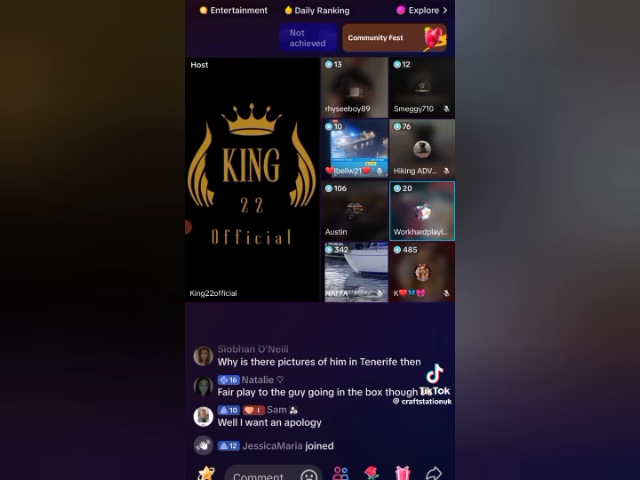 Entertainment
Daily Ranking
Explore >
Not
achieved
Community Fest
Host
13
rhyseeboy89
12
Smeggy710
KING
22
Official
King22official
10
76
Hiking ADV...
106
Austin
20
Workhardplayl...
342
485
K❤️🦋🎀
Siobhan O'Neill
Why is there pictures of him in Tenerife then
16 Natalie ♡
Fair play to the guy going in the box though
TikTok
craftstationuk
10 1 Sam
Well I want an apology
12 JessicaMaria joined
Comment